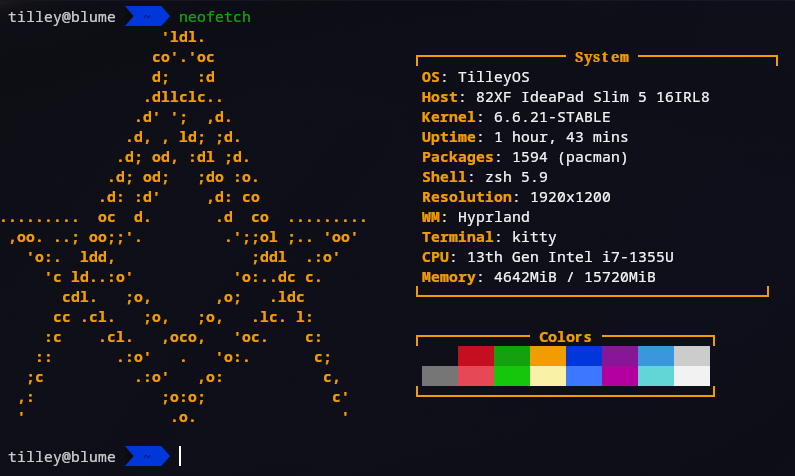 tilley@blume ~ neofetch
'ldl.
co'.'oc
d;   :d
.dllclc..
.d' ';  ,d.
.d, , ld; ;d.
.d; od, :dl ;d.
.d; od;   ;do :o.
.d: :d'     ,d: co
.........  oc  d.       .d  co  .........
,oo. ..; oo;;'.         .';;ol ;.. 'oo'
'o:.  ldd,               ;ddl  .:o'
'c ld..:o'           'o:..dc c.
cdl.   ;o,       ,o;   .ldc
cc .cl.   ;o,   ;o,   .lc. l:
:c    .cl.   ,oco,   'oc.    c:
::       .:o'   .   'o:.       c;
;c          .:o'   ,o:           c,
,:              ;o:o;              c'
'                .o.                '
System
OS: TilleyOS
Host: 82XF IdeaPad Slim 5 16IRL8
Kernel: 6.6.21-STABLE
Uptime: 1 hour, 43 mins
Packages: 1594 (pacman)
Shell: zsh 5.9
Resolution: 1920x1200
WM: Hyprland
Terminal: kitty
CPU: 13th Gen Intel i7-1355U
Memory: 4642MiB / 15720MiB
Colors
tilley@blume ~